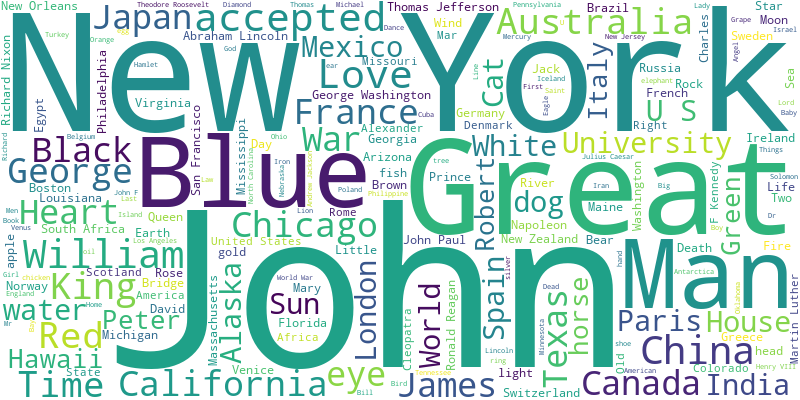 New York
John
Great
Blue
Man
accepted
Japan
Australia
Mexico
Love
France
Black
George
Heart
William
King
water
Red
Peter
Hawaii
Time
California
Chicago
Alaska
Sun
eye
London
World
War
Cat
Italy
U S
White
University
Robert
dog
Spain
Texas
horse
James
Paris
House
China
Canada
India
Green
New Orleans
Theodore Roosevelt
Diamond
Thomas
Michael
Thomas Jefferson
Brazil
Pennsylvania
Lady
Star
Moon
Grape
Israel
Turkey
Orange
God
Dance
Wind
Mar
Mercury
New Jersey
Charles
Sweden
Angel
Lord
Baby
Richard Nixon
Egypt
Philadelphia
Abraham Lincoln
Missouri
Virginia
Hamlet
George Washington
Cuba
Line
First
Eagle
Iceland
Saint
Jack
Russia
Rock
French
elephant
Sea
Germany
Denmark
Right
Alexander
Georgia
Day
San Francisco
Mississippi
Richard
Belgium
Ohio
Law
Iron
North Carolina
Nebraska
Andrew Jackson
Arizona
fish
Brown
Prince
tree
Julius Caesar
Big
Iran
Ireland
Things
Solomon
Life
Two
Dr
Boston
Louisiana
John F
Last
Poland
Philippine
River
Maine
Napoleon
Washington
F Kennedy
Boy
Men
Book
Venus
Island
Queen
South Africa
Lion
Rome
Earth
Los Angeles
United States
Little
John Paul
New Zealand
Bear
Death
Fire
apple
Girl
chicken
oil
Scotland
Rose
gold
Norway
Bridge
America
World War
Mary
Florida
Africa
England
Home
David
Massachusetts
Cleopatra
Ronald Reagan
silver
Dead
Minnesota
hand
Antarctica
Oklahoma
Martin Luther
Greece
head
old
Colorado
Mr
Michigan
State
Venice
Bird
Bill
Lincoln
ring
light
Switzerland
shoe
American
Henry VIII